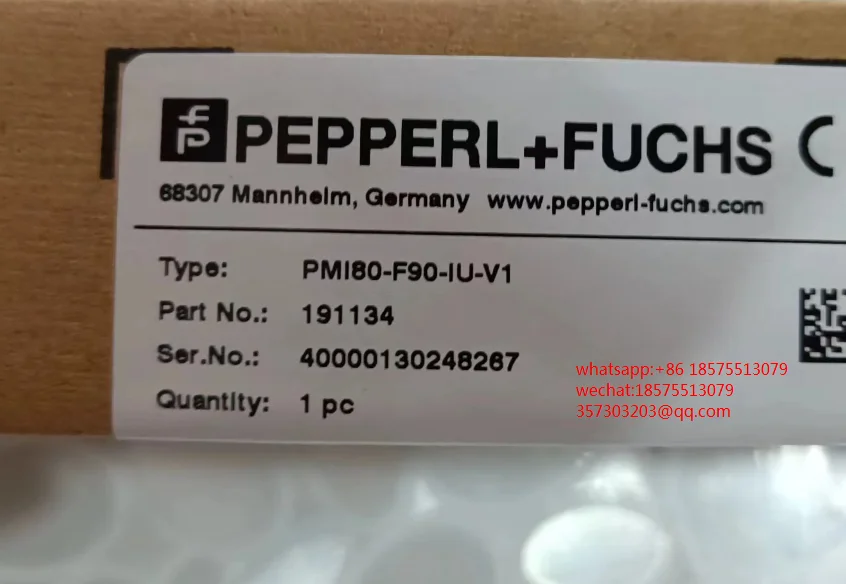 PEPPERL+FUCHS
68307 Mannheim, Germany www.pepperl-fuchs.com
Type: PMI80-F90-IU-V1
Part No.: 191134
Ser.No.: 40000130248267
Quantity: 1 pc
whatsapp:+86 18575513079
wechat:18575513079
357303203@qq.com